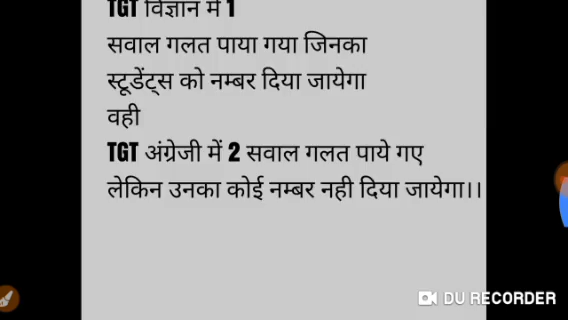 TGT विज्ञान में 1
सवाल गलत पाया गया जिनका
स्टूडेंट्स को नम्बर दिया जायेगा
वही
TGT अंग्रेजी में 2 सवाल गलत पाये गए
लेकिन उनका कोई नम्बर नही दिया जायेगा।।
DU RECORDER